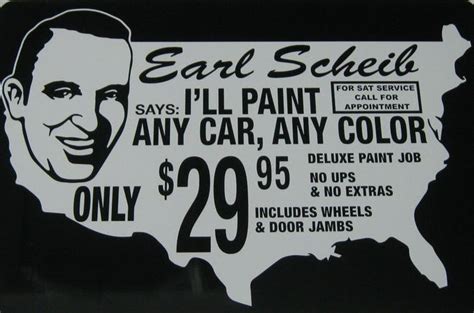 Earl Scheib
SAYS: I'LL PAINT
ANY CAR, ANY COLOR
FOR SAT SERVICE
CALL FOR
APPOINTMENT
ONLY $29 95
DELUXE PAINT JOB
NO UPS
& NO EXTRAS
INCLUDES WHEELS
& DOOR JAMBS